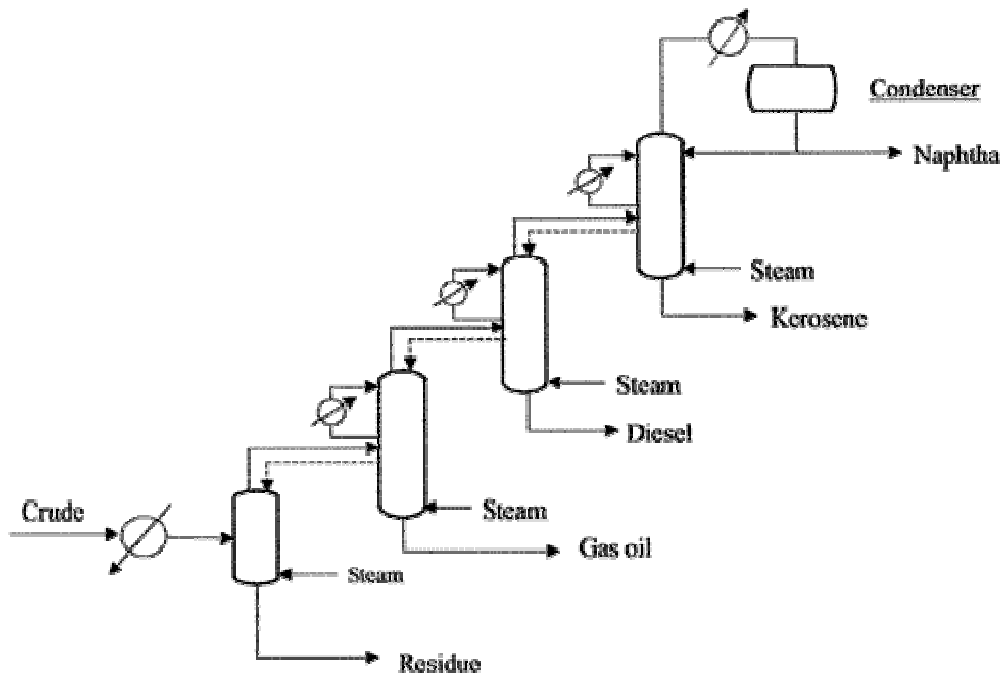 Condenser
Naphtha
Steam
Kerosene
Steam
Diesel
Crude
Steam
Gas oil
Steam
Residue